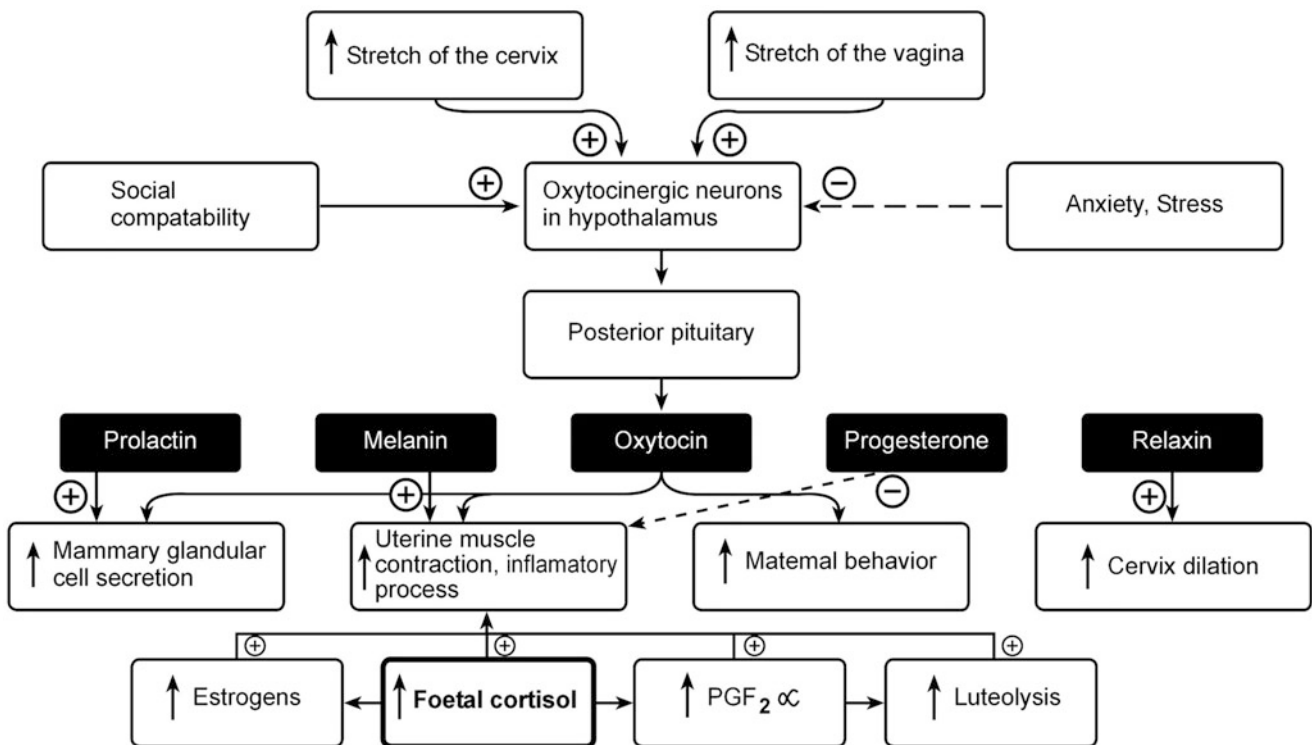 Stretch of the cervix
Stretch of the vagina
Social
compatability
Oxytocinergic neurons
in hypothalamus
Anxiety, Stress
Posterior pituitary
Prolactin
Melanin
Oxytocin
Progesterone
Relaxin
Mammary glandular
cell secretion
Uterine muscle
contraction, inflamatory
process
Matemal behavior
Cervix dilation
Estrogens
Foetal cortisol
PGF2 ∝
Luteolysis